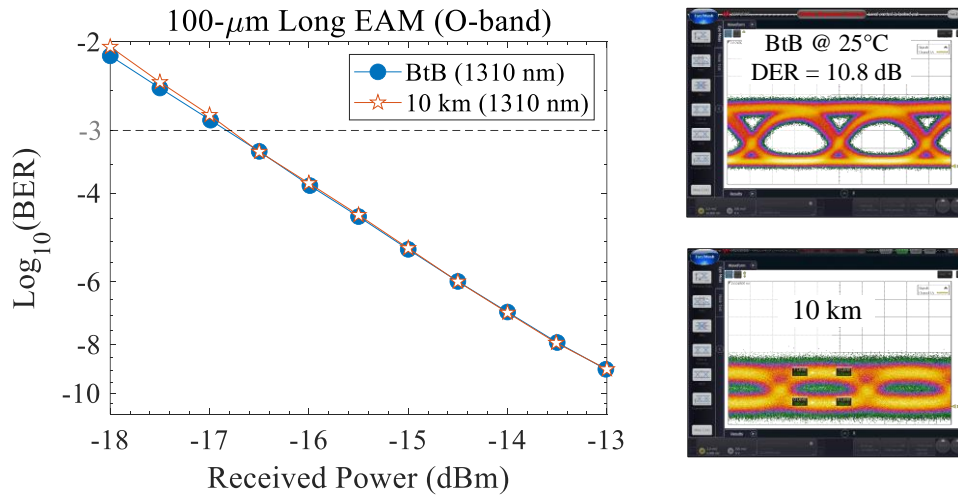 100-μm Long EAM (O-band)
-2
-3
-4
-6
-8
-10
Log10(BER)
BtB (1310 nm)
10 km (1310 nm)
-18
-17
-16
-15
-14
-13
Received Power (dBm)
BtB @ 25°C
DER = 10.8 dB
10 km